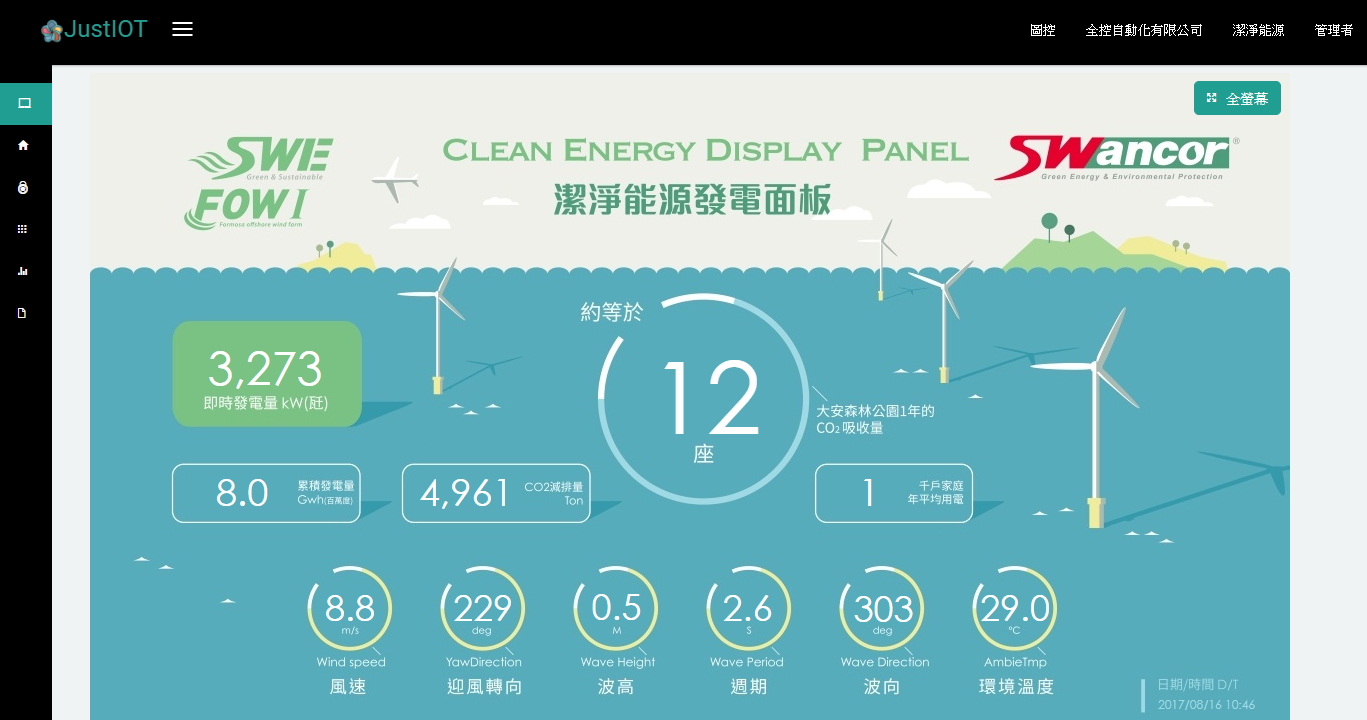 JustIOT
圖控 全控自動化有限公司 潔淨能源 管理者
全螢幕
SWE
Green & Sustainable
FOWI
Formosa offshore wind farm
CLEAN ENERGY DISPLAY PANEL
潔淨能源發電面板
SWancor®
Green Energy & Environmental Protection
3,273
即時發電量 kW(瓩)
約等於
12
座
大安森林公園1年的
CO2 吸收量
8.0
累積發電量
Gwh(百萬度)
4,961
CO2減排量
Ton
1
千戶家庭
年平均用電
8.8
m/s
Wind speed
風速
229
deg
YawDirection
迎風轉向
0.5
M
Wave Height
波高
2.6
S
Wave Period
週期
303
deg
Wave Direction
波向
29.0
°C
AmbieTmp
環境溫度
日期/時間 D/T
2017/08/16 10:46